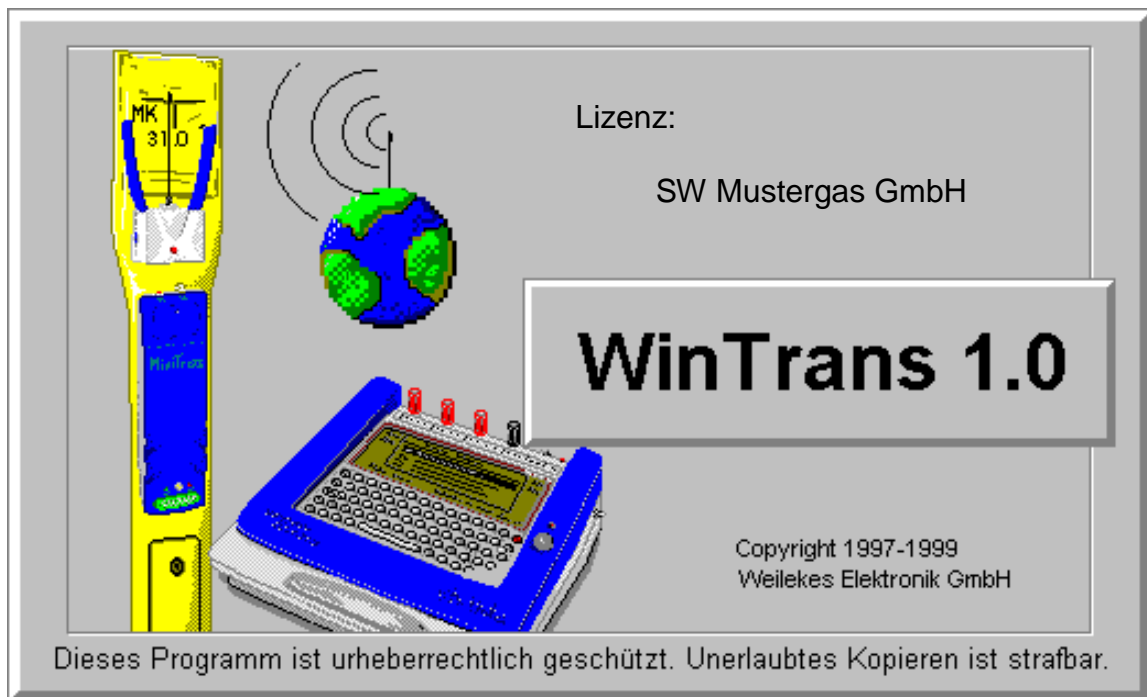 MK
31.0
Lizenz:
SW Mustergas GmbH
MiniTrans
WinTrans 1.0
Copyright 1997-1999
Weilekes Elektronik GmbH
Dieses Programm ist urheberrechtlich geschützt. Unerlaubtes Kopieren ist strafbar.